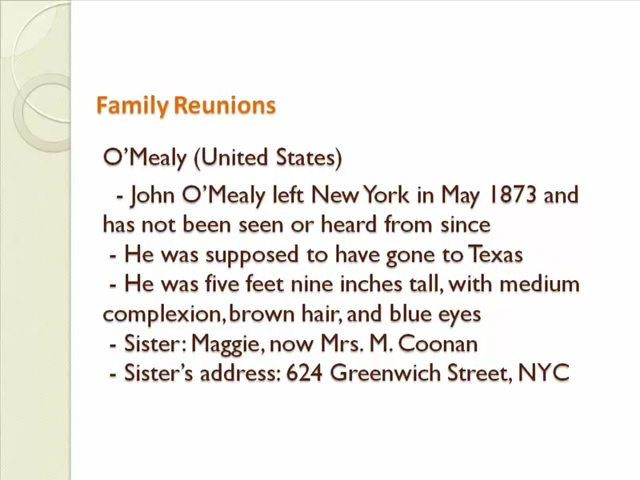 Family Reunions
O'Mealy (United States)
- John O'Mealy left New York in May 1873 and
has not been seen or heard from since
- He was supposed to have gone to Texas
- He was five feet nine inches tall, with medium
complexion, brown hair, and blue eyes
- Sister: Maggie, now Mrs. M. Coonan
- Sister's address: 624 Greenwich Street, NYC